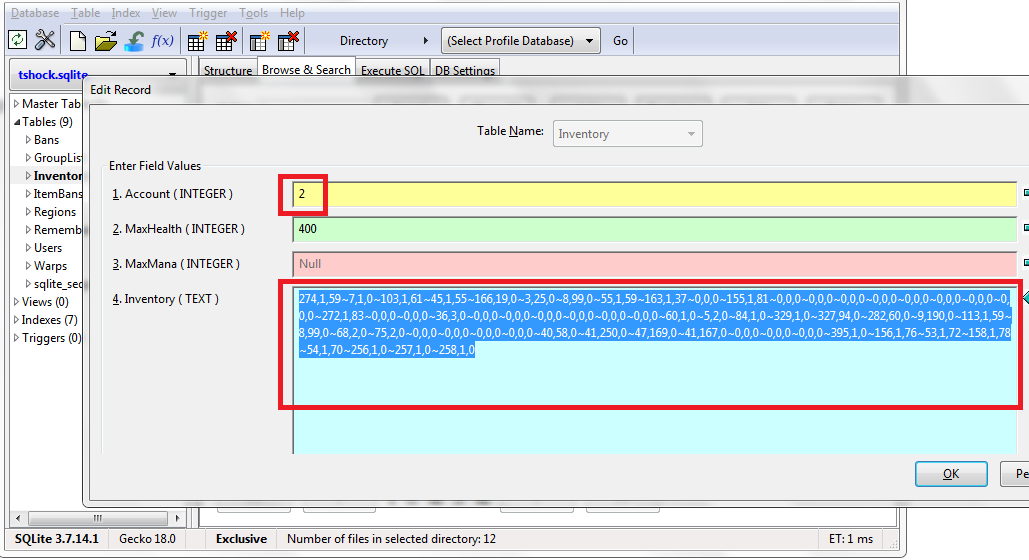 Database Table Index View Trigger Tools Help
f(x) Directory (Select Profile Database) Go
tshock.sqlite
Structure Browse & Search Execute SQL DB Settings
Edit Record
Master Tab
Tables (9)
Bans
GroupList
Inventor
ItemBans
Regions
Rememb
Users
Warps
sqlite_sec
Views (0)
Indexes (7)
Triggers (0)
Table Name: Inventory
Enter Field Values
1. Account ( INTEGER ) 2
2. MaxHealth ( INTEGER ) 400
3. MaxMana ( INTEGER ) Null
4. Inventory ( TEXT )
274,1,59~7,1,0~103,1,61~45,1,55~166,19,0~3,25,0~8,99,0~55,1,59~163,1,37~0,0,0~155,1,81~0,0,0~0,0,0~0,0,0~0,0,0~0,0,0~0,0,0~0,0,0~0,
0,0~272,1,83~0,0,0~0,0,0~36,3,0~0,0,0~0,0,0~0,0,0~0,0,0~0,0,0~0,0,0~60,1,0~5,2,0~84,1,0~329,1,0~327,94,0~282,60,0~9,190,0~113,1,59~
8,99,0~68,2,0~75,2,0~0,0,0~0,0,0~0,0,0~0,0,0~40,58,0~41,250,0~47,169,0~41,167,0~0,0,0~0,0,0~0,0,0~395,1,0~156,1,76~53,1,72~158,1,78
~54,1,70~256,1,0~257,1,0~258,1,0
OK Pe
SQLite 3.7.14.1 Gecko 18.0 Exclusive Number of files in selected directory: 12 ET: 1 ms